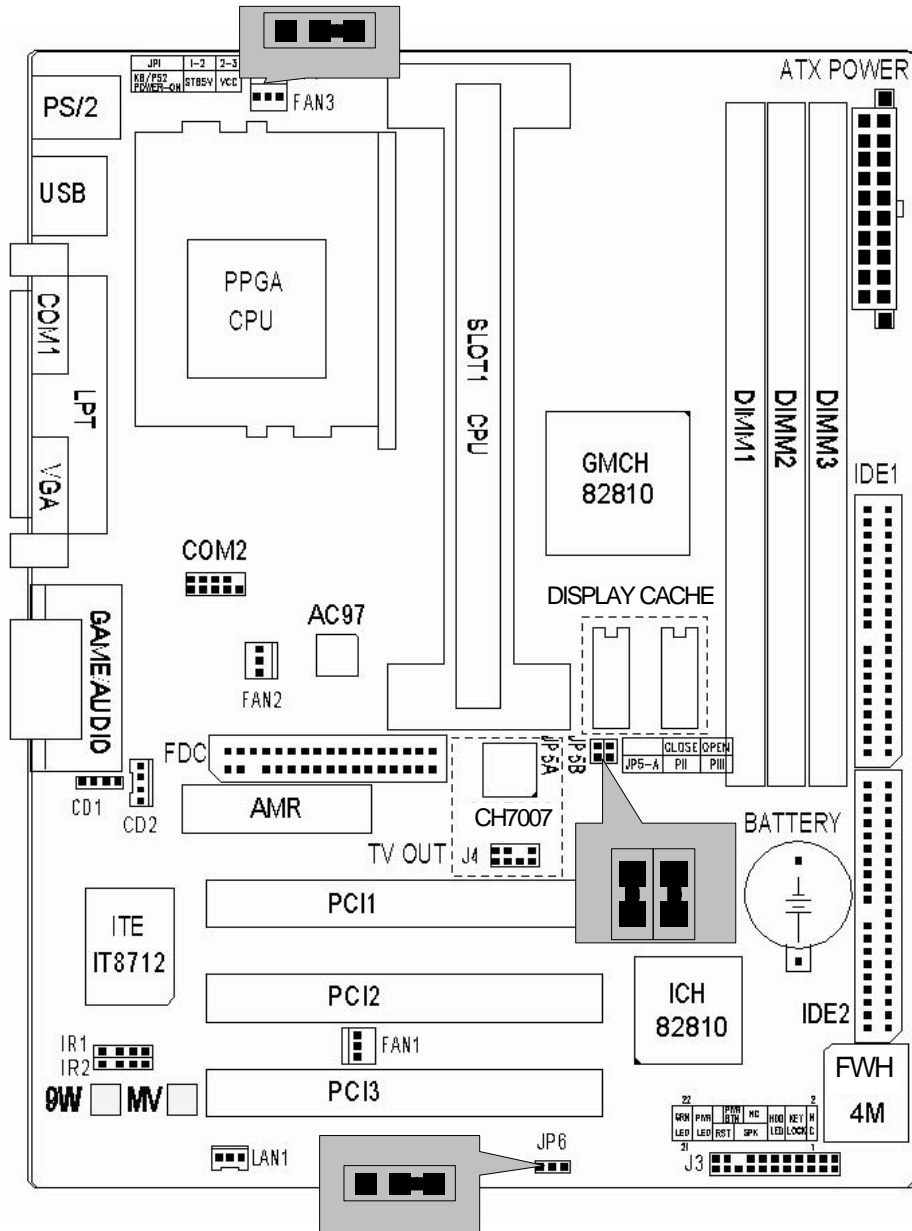 JP1 1-2 2-3
KB/PS2 STB5V VCC
POWER-ON
FAN3
ATX POWER
PS/2
USB
PPGA
CPU
COM1
LPT
VGA
SLOT1 CPU
DIMM1
DIMM2
DIMM3
GMCH
82810
IDE1
COM2
DISPLAY CACHE
AC97
GAME/AUDIO
FAN2
FDC
JP5A
JP5B
CLOSE OPEN
JP5-A PII PIII
CD1
CD2
AMR
CH7007
TV OUT
J4
BATTERY
PCI1
ITE
IT8712
PCI2
ICH
82810
IDE2
IR1
IR2
FAN1
FWH
4M
9W
MV
PCI3
22 2
GRN PWR PWR NC HDD KEY N
LED LED RST BTN SPK LED LOCK C
21 1
LAN1
JP6
J3